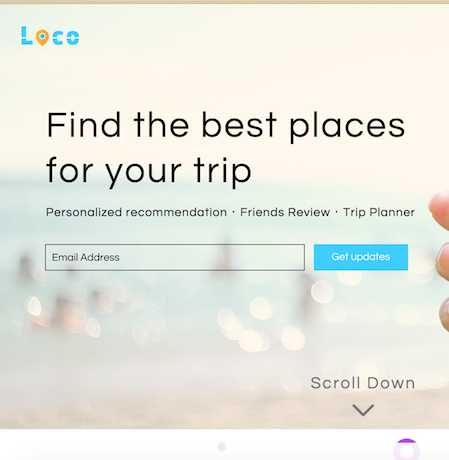 Loco
Find the best places
for your trip
Personalized recommendation · Friends Review · Trip Planner
Email Address
Get updates
Scroll Down